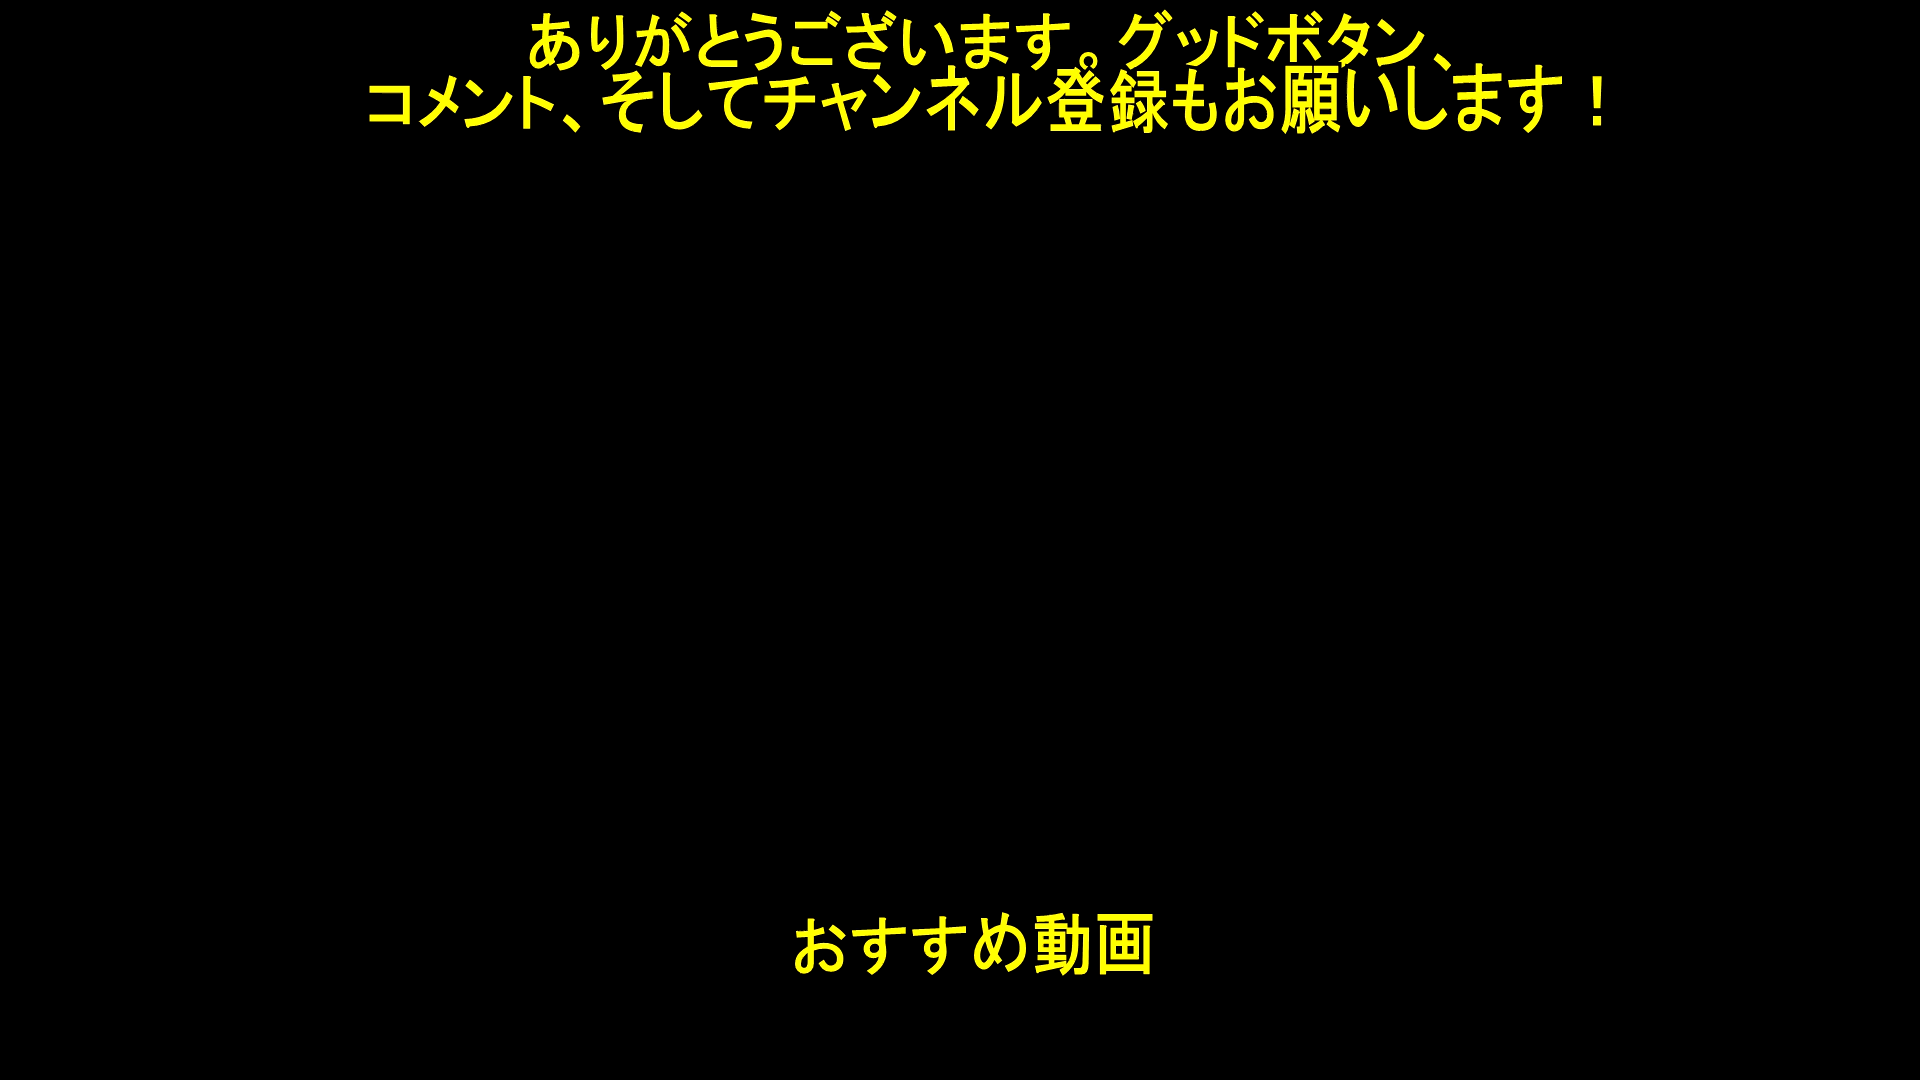 ありがとうございます。グッドボタン、
コメント、そしてチャンネル登録もお願いします！
おすすめ動画